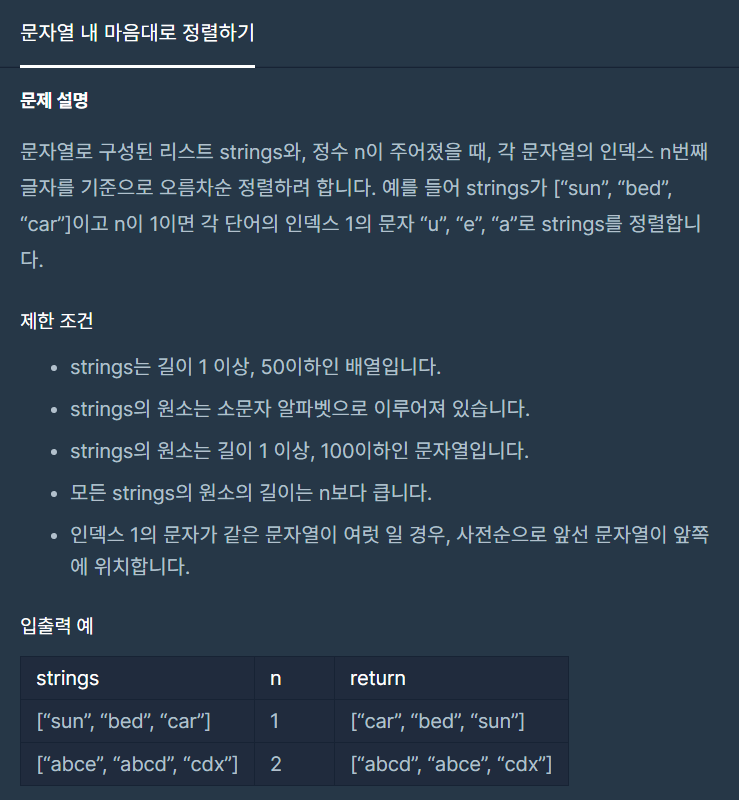 문자열 내 마음대로 정렬하기
문제 설명
문자열로 구성된 리스트 strings와, 정수 n이 주어졌을 때, 각 문자열의 인덱스 n번째
글자를 기준으로 오름차순 정렬하려 합니다. 예를 들어 strings가 [“sun”, “bed”,
“car”]이고 n이 1이면 각 단어의 인덱스 1의 문자 “u”, “e”, “a”로 strings를 정렬합니
다.
제한 조건
• strings는 길이 1 이상, 50이하인 배열입니다.
• strings의 원소는 소문자 알파벳으로 이루어져 있습니다.
• strings의 원소는 길이 1 이상, 100이하인 문자열입니다.
• 모든 strings의 원소의 길이는 n보다 큽니다.
• 인덱스 1의 문자가 같은 문자열이 여럿 일 경우, 사전순으로 앞선 문자열이 앞쪽
에 위치합니다.
입출력 예
strings n return
[“sun”, “bed”, “car”] 1 [“car”, “bed”, “sun”]
[“abce”, “abcd”, “cdx”] 2 [“abcd”, “abce”, “cdx”]